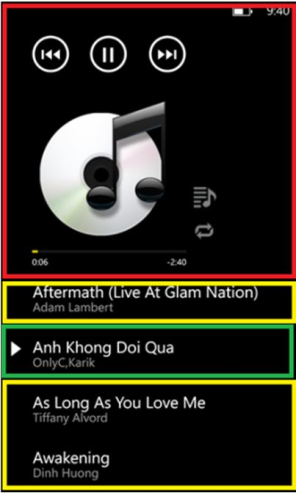 9:40
0:06 -2:40
Aftermath (Live At Glam Nation)
Adam Lambert
Anh Khong Doi Qua
OnlyC,Karik
As Long As You Love Me
Tiffany Alvord
Awakening
Dinh Huong